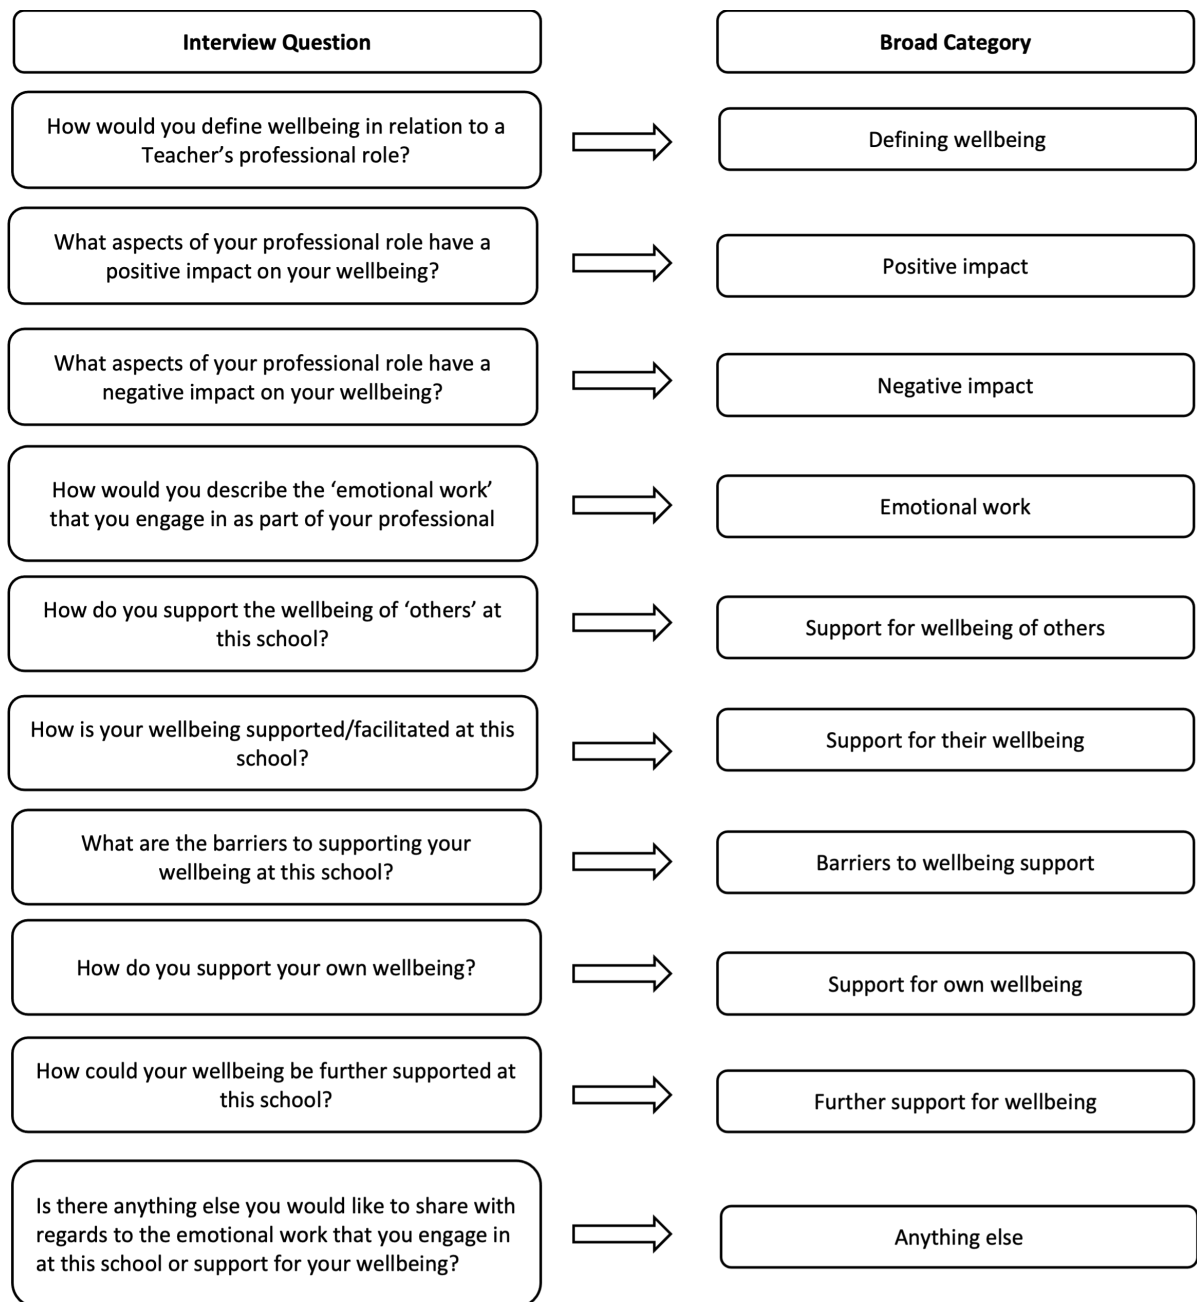 Interview Question
Broad Category
How would you define wellbeing in relation to a
Teacher’s professional role?
Defining wellbeing
What aspects of your professional role have a
positive impact on your wellbeing?
Positive impact
What aspects of your professional role have a
negative impact on your wellbeing?
Negative impact
How would you describe the ‘emotional work’
that you engage in as part of your professional
Emotional work
How do you support the wellbeing of ‘others’ at
this school?
Support for wellbeing of others
How is your wellbeing supported/facilitated at this
school?
Support for their wellbeing
What are the barriers to supporting your
wellbeing at this school?
Barriers to wellbeing support
How do you support your own wellbeing?
Support for own wellbeing
How could your wellbeing be further supported at
this school?
Further support for wellbeing
Is there anything else you would like to share with
regards to the emotional work that you engage in
at this school or support for your wellbeing?
Anything else